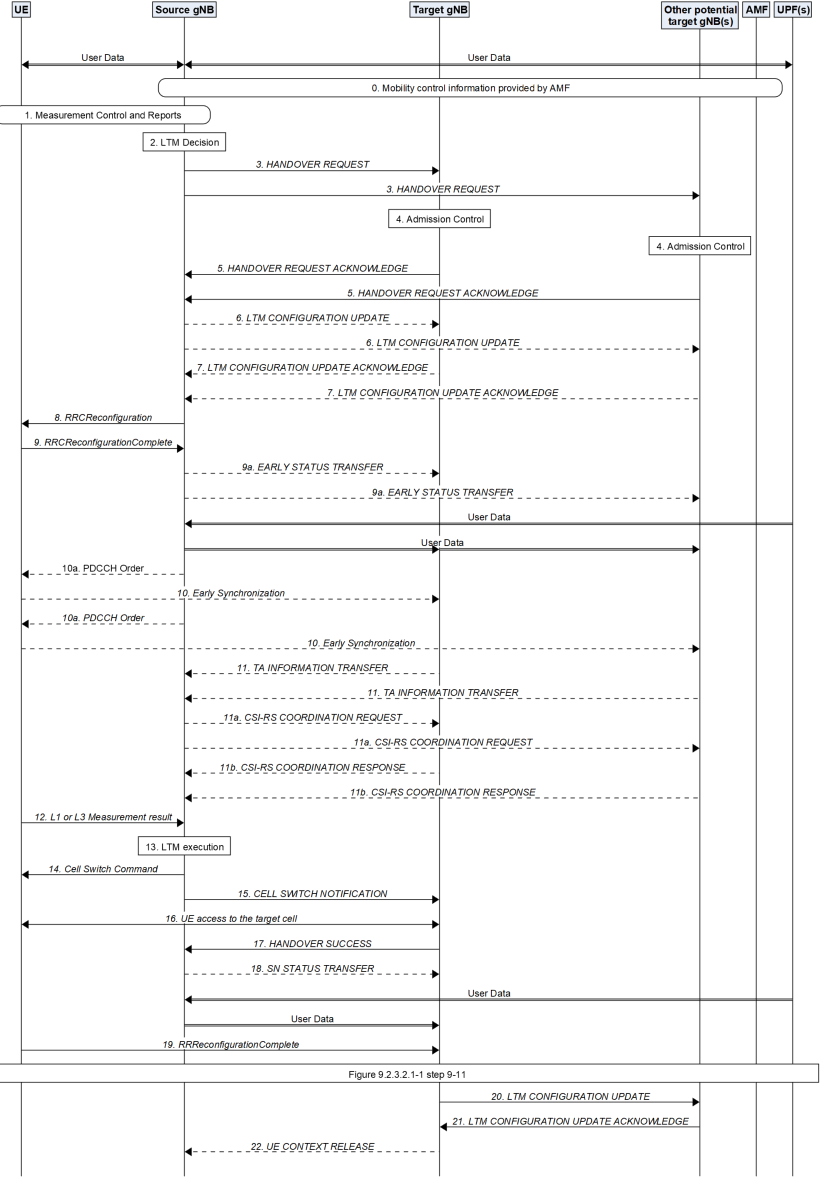 UE
Source gNB
Target gNB
Other potential
target gNB(s)
AMF
UPF(s)
User Data
User Data
0. Mobility control information provided by AMF
1. Measurement Control and Reports
2. LTM Decision
3. HANDOVER REQUEST
3. HANDOVER REQUEST
4. Admission Control
4. Admission Control
5. HANDOVER REQUEST ACKNOWLEDGE
5. HANDOVER REQUEST ACKNOWLEDGE
6. LTM CONFIGURATION UPDATE
6. LTM CONFIGURATION UPDATE
7. LTM CONFIGURATION UPDATE ACKNOWLEDGE
7. LTM CONFIGURATION UPDATE ACKNOWLEDGE
8. RRCReconfiguration
9. RRCReconfigurationComplete
9a. EARLY STATUS TRANSFER
9a. EARLY STATUS TRANSFER
User Data
User Data
10a. PDCCH Order
10. Early Synchronization
10a. PDCCH Order
10. Early Synchronization
11. TA INFORMATION TRANSFER
11. TA INFORMATION TRANSFER
11a. CSI-RS COORDINATION REQUEST
11a. CSI-RS COORDINATION REQUEST
11b. CSI-RS COORDINATION RESPONSE
11b. CSI-RS COORDINATION RESPONSE
12. L1 or L3 Measurement result
13. LTM execution
14. Cell Switch Command
15. CELL SWITCH NOTIFICATION
16. UE access to the target cell
17. HANDOVER SUCCESS
18. SN STATUS TRANSFER
User Data
User Data
19. RRReconfigurationComplete
Figure 9.2.3.2.1-1 step 9-11
20. LTM CONFIGURATION UPDATE
21. LTM CONFIGURATION UPDATE ACKNOWLEDGE
22. UE CONTEXT RELEASE